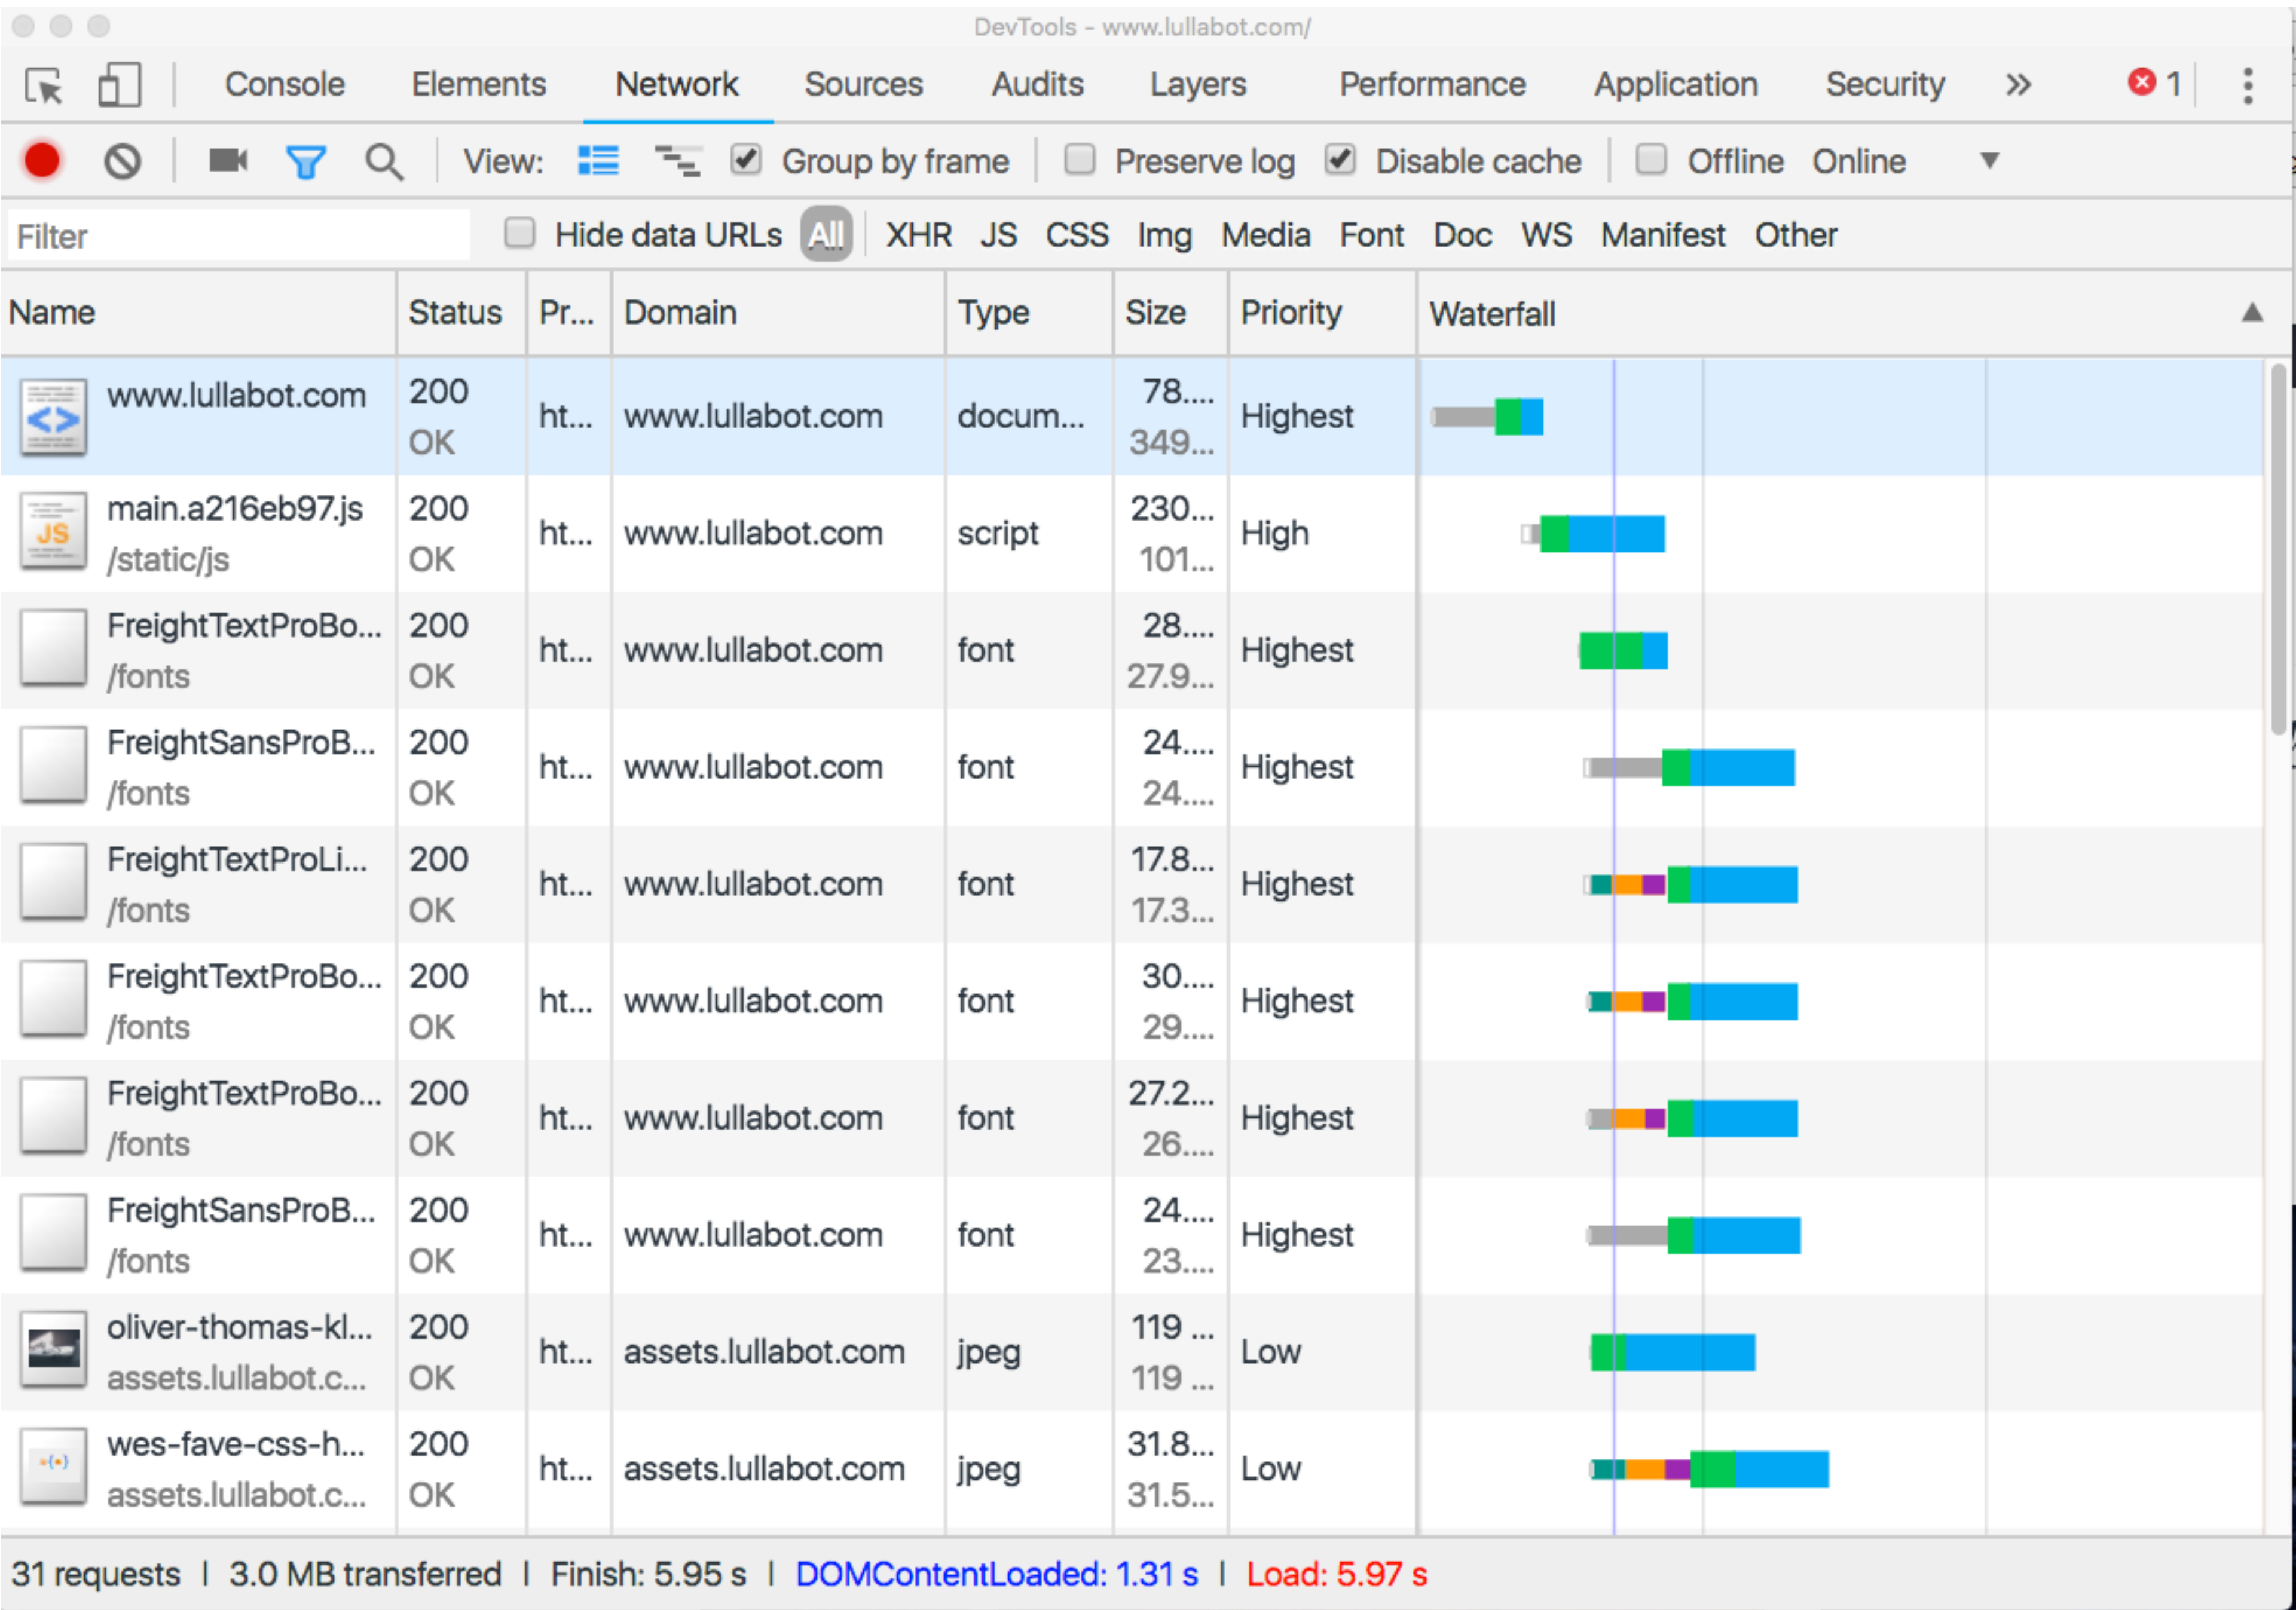 DevTools - www.lullabot.com/
Console Elements Network Sources Audits Layers Performance Application Security » 1
View: Group by frame Preserve log Disable cache Offline Online
Filter Hide data URLs All XHR JS CSS Img Media Font Doc WS Manifest Other
Name Status Pr... Domain Type Size Priority Waterfall
www.lullabot.com 200 OK ht... www.lullabot.com docum... 78.... 349... Highest
main.a216eb97.js /static/js 200 OK ht... www.lullabot.com script 230... 101... High
FreightTextProBo... /fonts 200 OK ht... www.lullabot.com font 28.... 27.9... Highest
FreightSansProB... /fonts 200 OK ht... www.lullabot.com font 24.... 24.... Highest
FreightTextProLi... /fonts 200 OK ht... www.lullabot.com font 17.8... 17.3... Highest
FreightTextProBo... /fonts 200 OK ht... www.lullabot.com font 30.... 29.... Highest
FreightTextProBo... /fonts 200 OK ht... www.lullabot.com font 27.2... 26.... Highest
FreightSansProB... /fonts 200 OK ht... www.lullabot.com font 24.... 23.... Highest
oliver-thomas-kl... assets.lullabot.c... 200 OK ht... assets.lullabot.com jpeg 119 ... 119 ... Low
wes-fave-css-h... assets.lullabot.c... 200 OK ht... assets.lullabot.com jpeg 31.8... 31.5... Low
31 requests | 3.0 MB transferred | Finish: 5.95 s | DOMContentLoaded: 1.31 s | Load: 5.97 s